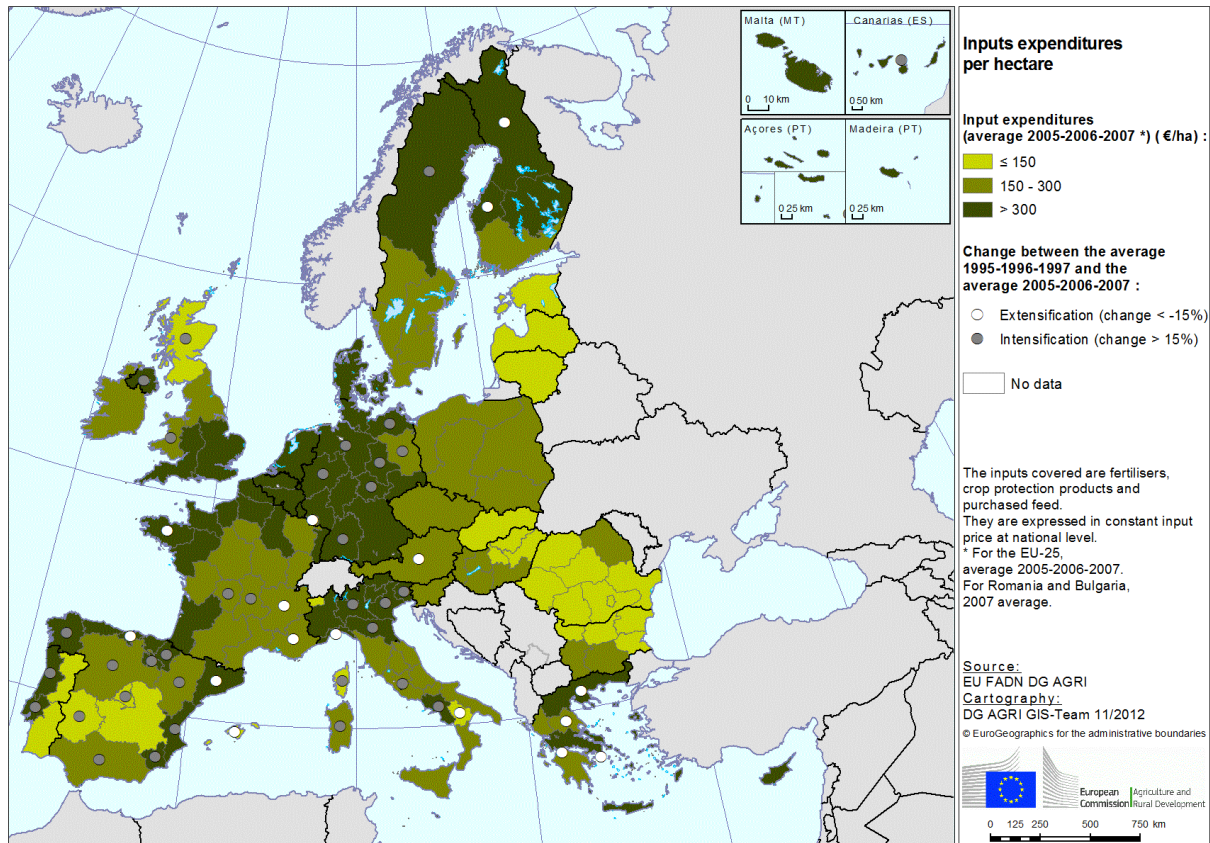 Malta (MT)
0 10 km
Canarias (ES)
0 50 km
Açores (PT)
0 25 km
Madeira (PT)
0 25 km
Inputs expenditures
per hectare
Input expenditures
(average 2005-2006-2007 *) ( €/ha) :
≤ 150
150 - 300
> 300
Change between the average
1995-1996-1997 and the
average 2005-2006-2007 :
Extensification (change < -15%)
Intensification (change > 15%)
No data
The inputs covered are fertilisers,
crop protection products and
purchased feed.
They are expressed in constant input
price at national level.
* For the EU-25,
average 2005-2006-2007.
For Romania and Bulgaria,
2007 average.
Source:
EU FADN DG AGRI
Cartography:
DG AGRI GIS-Team 11/2012
© EuroGeographics for the administrative boundaries
European
Commission
Agriculture and
Rural Development
0 125 250 500 750 km